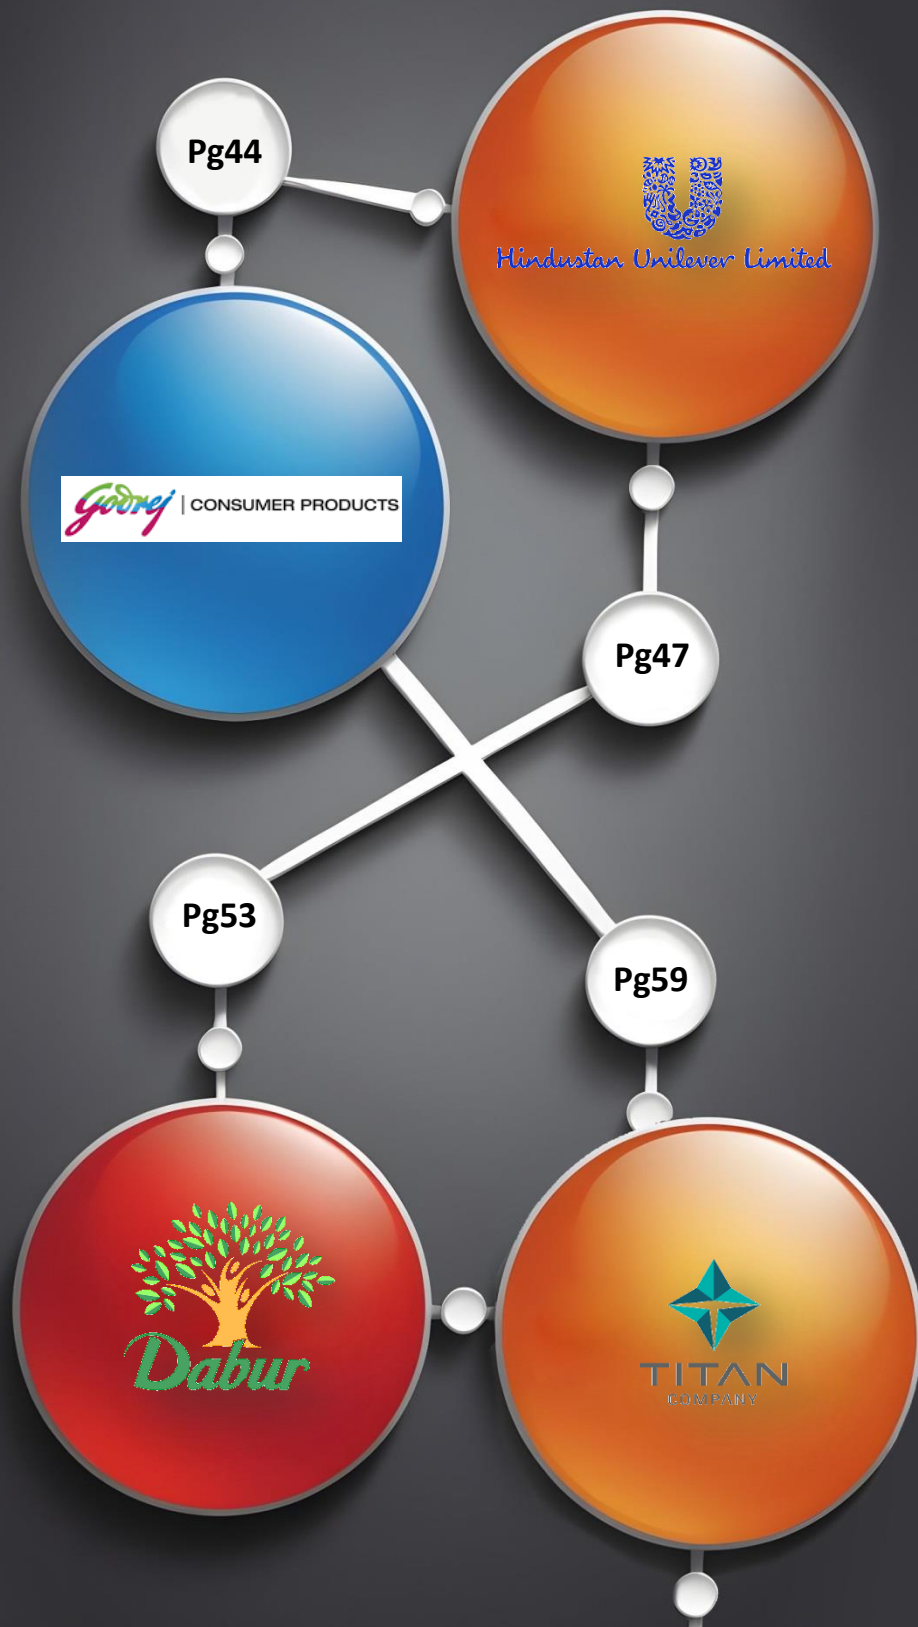 Pg44
Hindustan Unilever Limited
Godrej | CONSUMER PRODUCTS
Pg47
Pg53
Pg59
Dabur
TITAN
COMPANY